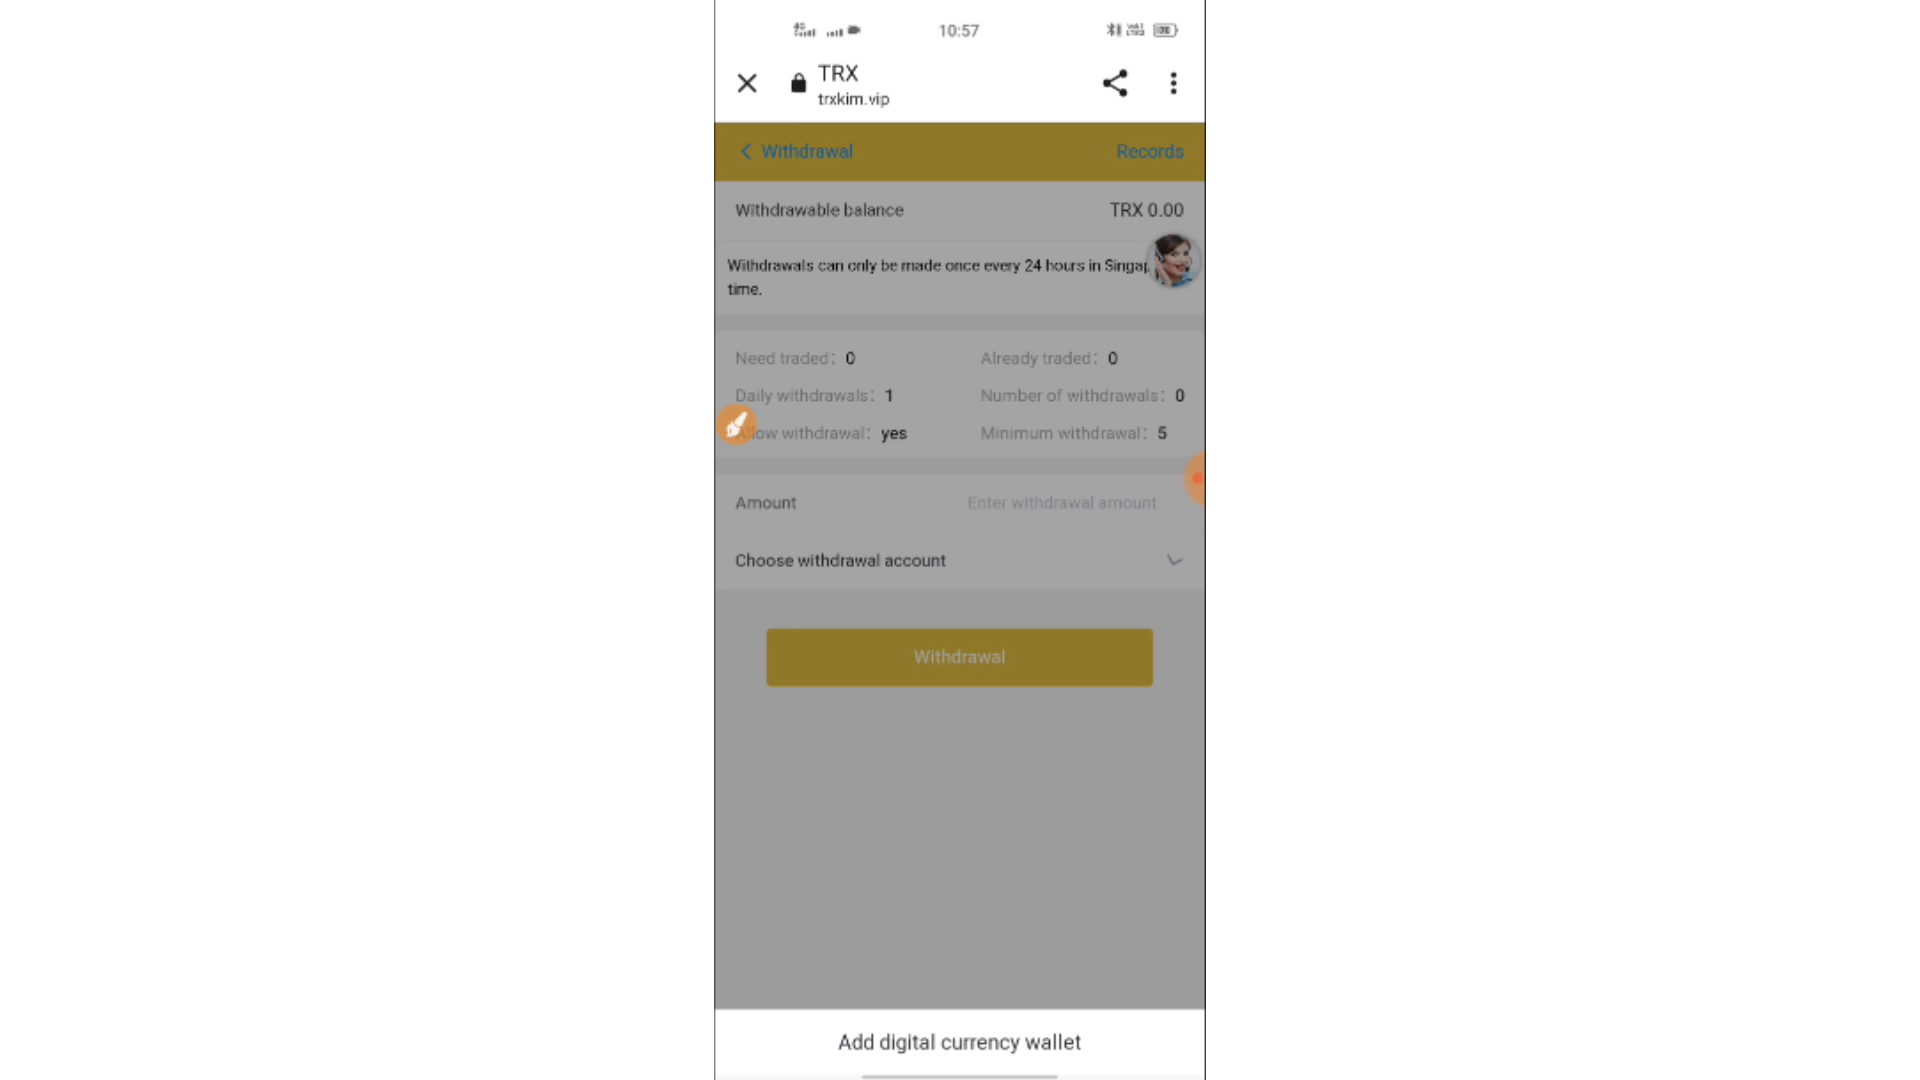 10:57
TRX
trxkim.vip
Withdrawal Records
Withdrawable balance TRX 0.00
Withdrawals can only be made once every 24 hours in
time.
Need traded: 0 Already traded: 0
Daily withdrawals: 1 Number of withdrawals: 0
withdrawal: yes Minimum withdrawal: 5
Amount Enter withdrawal amount
Choose withdrawal account
Withdrawal
Add digital currency wallet